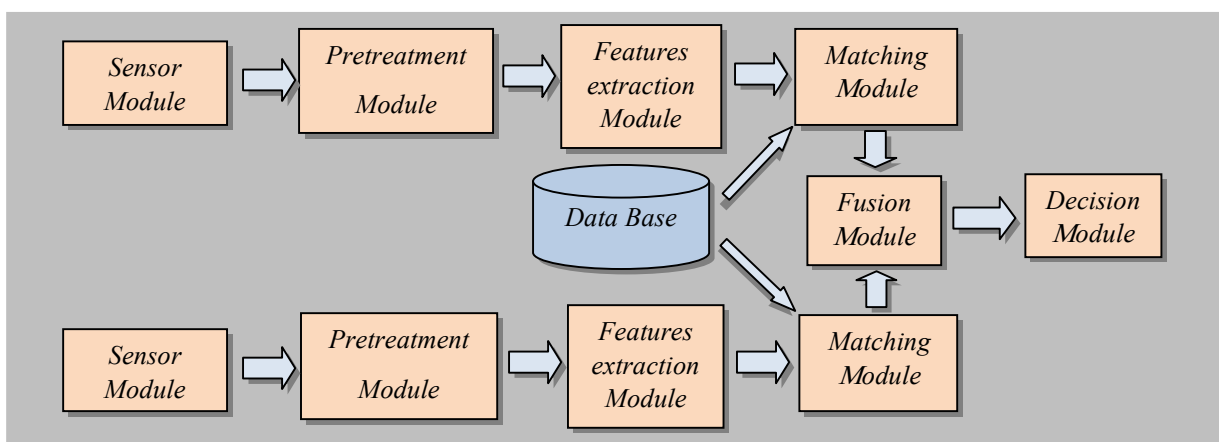 Sensor
Module
Pretreatment
Module
Features
extraction
Module
Matching
Module
Data Base
Fusion
Module
Decision
Module
Sensor
Module
Pretreatment
Module
Features
extraction
Module
Matching
Module